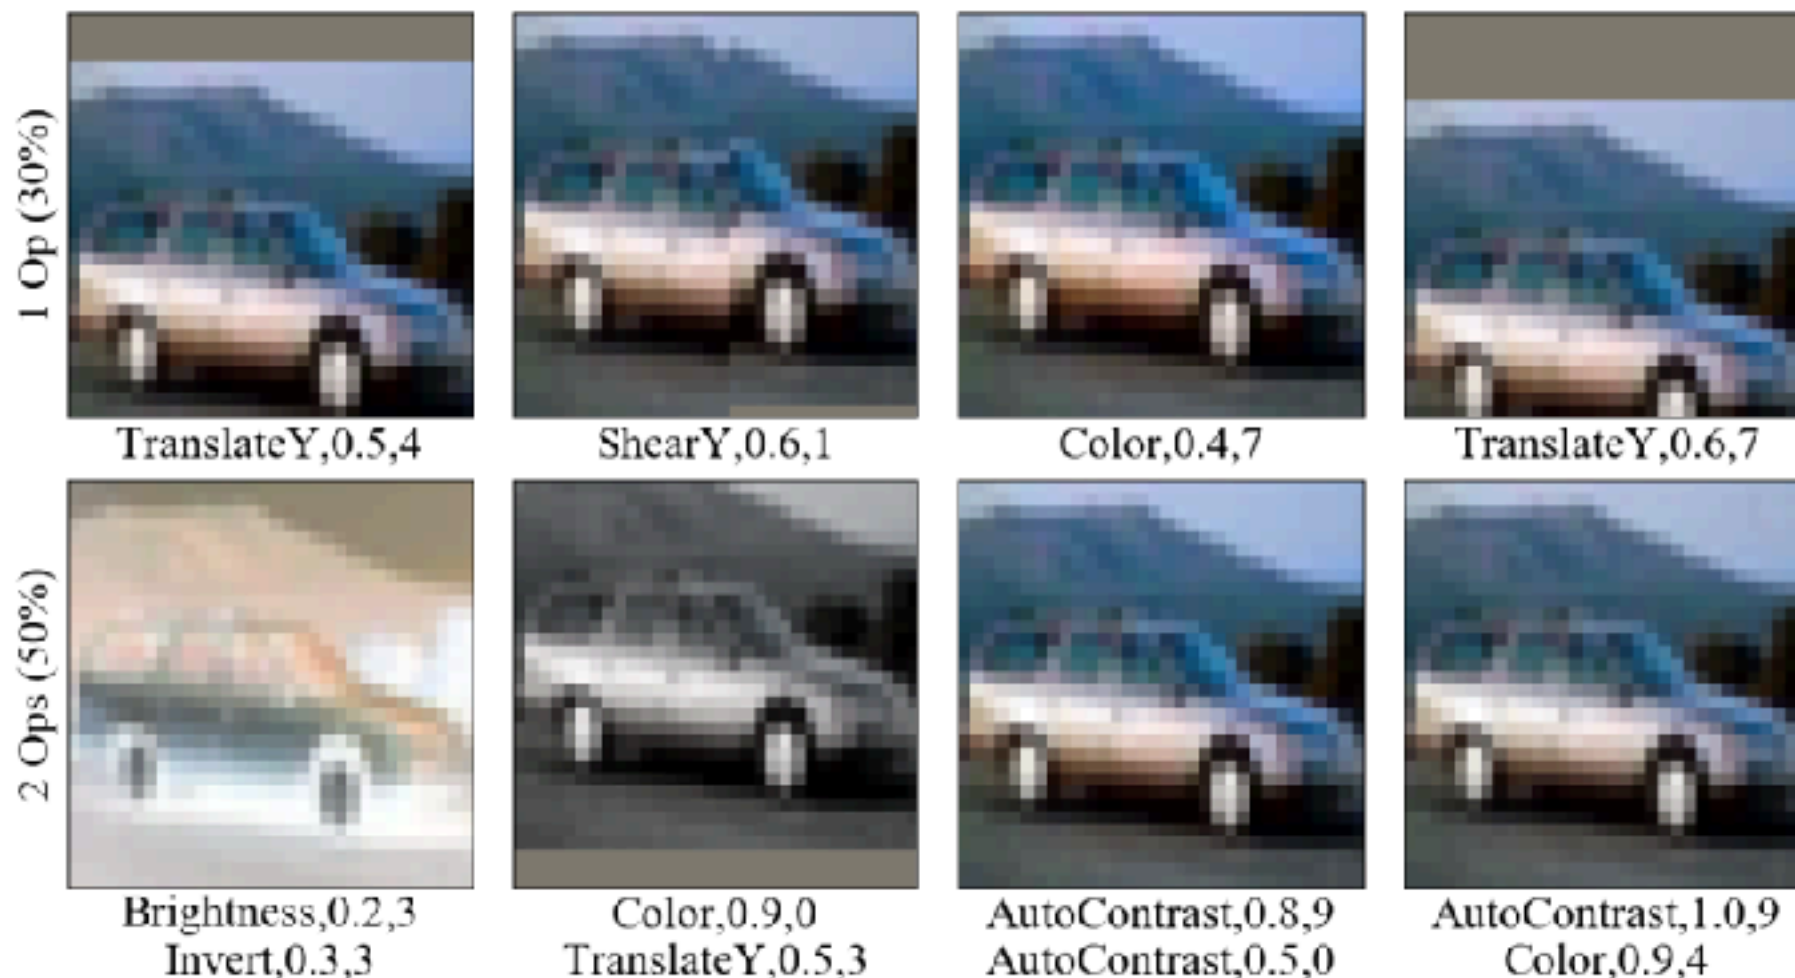 1 Op (30%)
TranslateY,0.5,4
ShearY,0.6,1
Color,0.4,7
TranslateY,0.6,7
2 Ops (50%)
Brightness,0.2,3
Invert,0.3,3
Color,0.9,0
TranslateY,0.5,3
AutoContrast,0.8,9
AutoContrast,0.5,0
AutoContrast,1.0,9
Color,0.9,4